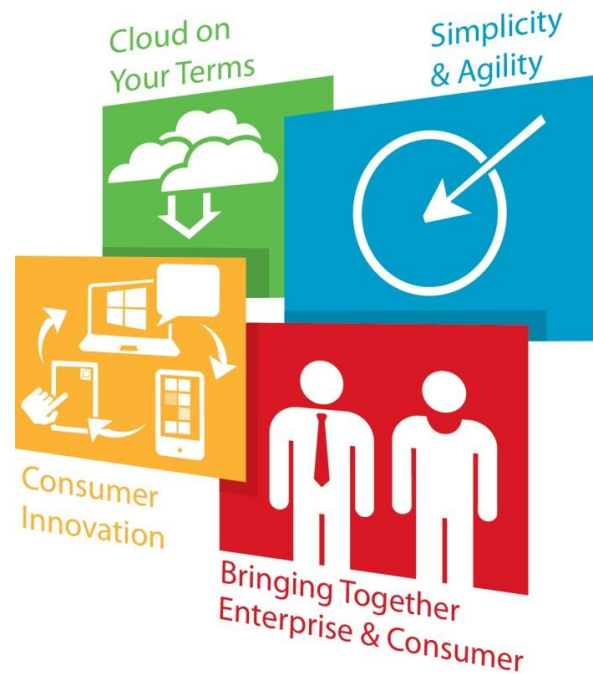 Cloud on
Your Terms
Simplicity
& Agility
Consumer
Innovation
Bringing Together
Enterprise & Consumer